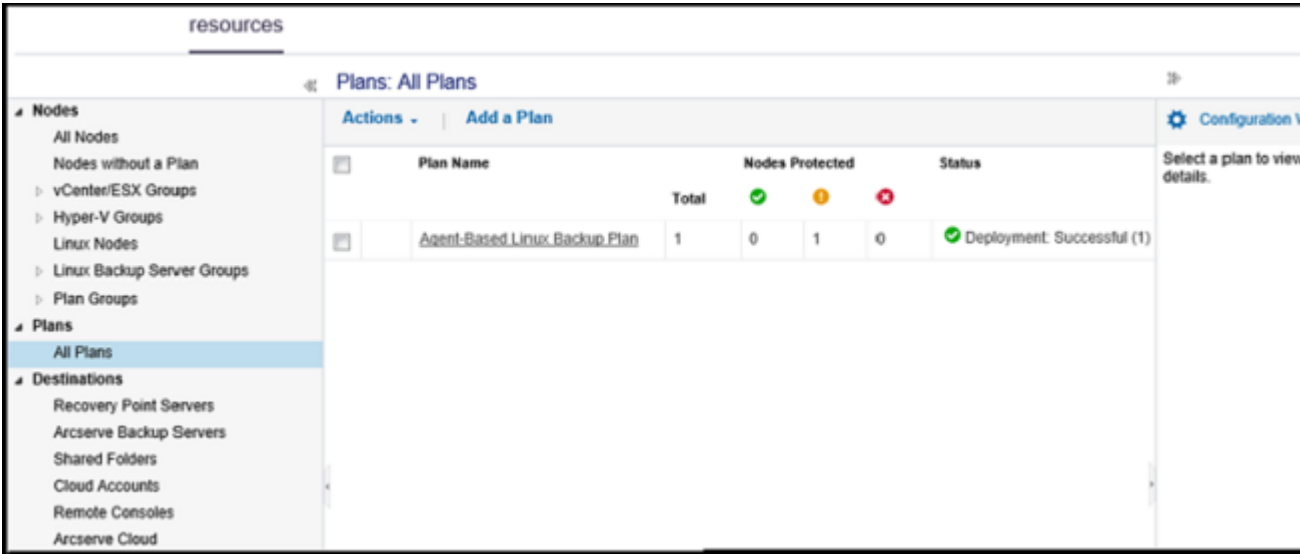 resources
Plans: All Plans
Nodes
All Nodes
Nodes without a Plan
vCenter/ESX Groups
Hyper-V Groups
Linux Nodes
Linux Backup Server Groups
Plan Groups
Plans
All Plans
Destinations
Recovery Point Servers
Arcserve Backup Servers
Shared Folders
Cloud Accounts
Remote Consoles
Arcserve Cloud
Actions | Add a Plan
Plan Name Nodes Protected Status
Total
Agent-Based Linux Backup Plan 1 0 1 0 Deployment: Successful (1)
Configuration
Select a plan to view
details.